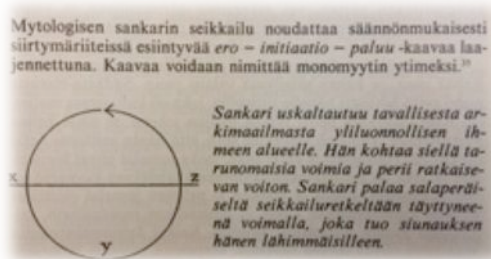 Mytologisen sankarin seikkailu noudattaa säännönmukaisesti
siirtymäriiteissä esiintyvää ero – initiaatio – paluu -kaavaa laa-
jennettuna. Kaavaa voidaan nimittää monomyytin ytimeksi.
Sankari uskaltautuu tavallisesta ar-
kimaailmasta yliluonnollisen ih-
meen alueelle. Hän kohtaa siellä ta-
runomaisia voimia ja perii ratkaise-
van voiton. Sankari palaa salaperäi-
seltä seikkailuretkeltään täyttynee-
nä voimalla, joka tuo siunauksen
hänen lähimmäisilleen.
x
z
y